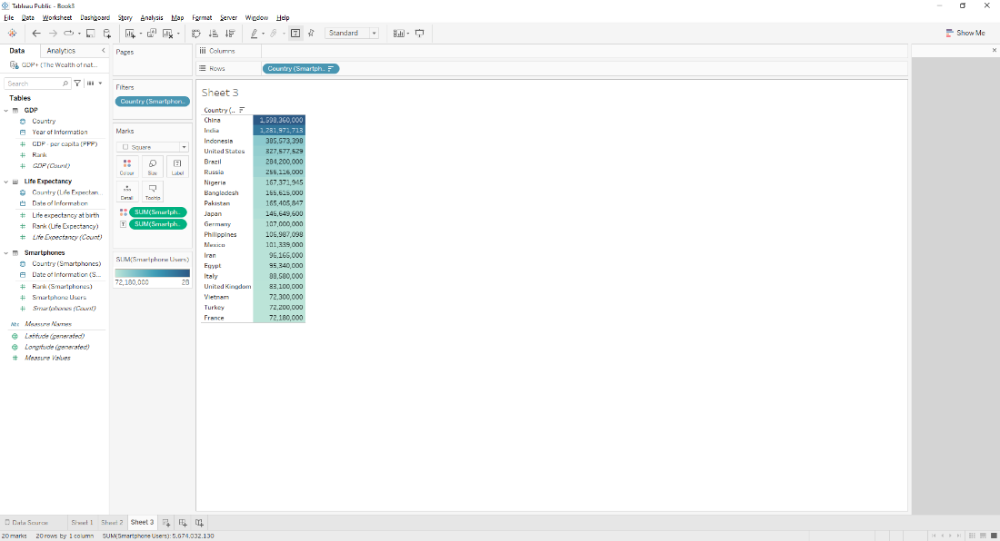 Tableau Public - Book3
File Data Worksheet Dashboard Story Analysis Map Format Server Window Help
Standard
Show Me
Data Analytics
GDP+ (The Wealth of nat...
Search
Tables
GDP
Country
Year of Information
GDP - per capita (PPP)
Rank
GDP (Count)
Life Expectancy
Country (Life Expectan...
Date of Information
Life expectancy at birth
Rank (Life Expectancy)
Life Expectancy (Count)
Smartphones
Country (Smartphones)
Date of Information (S...
Rank (Smartphones)
Smartphone Users
Smartphones (Count)
Abc Measure Names
Latitude (generated)
Longitude (generated)
Measure Values
Pages
Filters
Country (Smartphon..
Marks
Square
Colour Size Label
Detail Tooltip
SUM(Smartph..
SUM(Smartph..
SUM(Smartphone Users)
72,180,000 2B
Columns
Rows Country (Smartph..
Sheet 3
Country (..
China 1,598,360,000
India 1,281,971,713
Indonesia 385,573,398
United States 327,577,529
Brazil 284,200,000
Russia 256,116,000
Nigeria 167,371,945
Bangladesh 165,615,000
Pakistan 165,405,847
Japan 146,649,600
Germany 107,000,000
Philippines 106,987,098
Mexico 101,339,000
Iran 96,165,000
Egypt 95,340,000
Italy 88,580,000
United Kingdom 83,100,000
Vietnam 72,300,000
Turkey 72,200,000
France 72,180,000
Data Source Sheet 1 Sheet 2 Sheet 3
20 marks 20 rows by 1 column SUM(Smartphone Users): 5,674,032,130